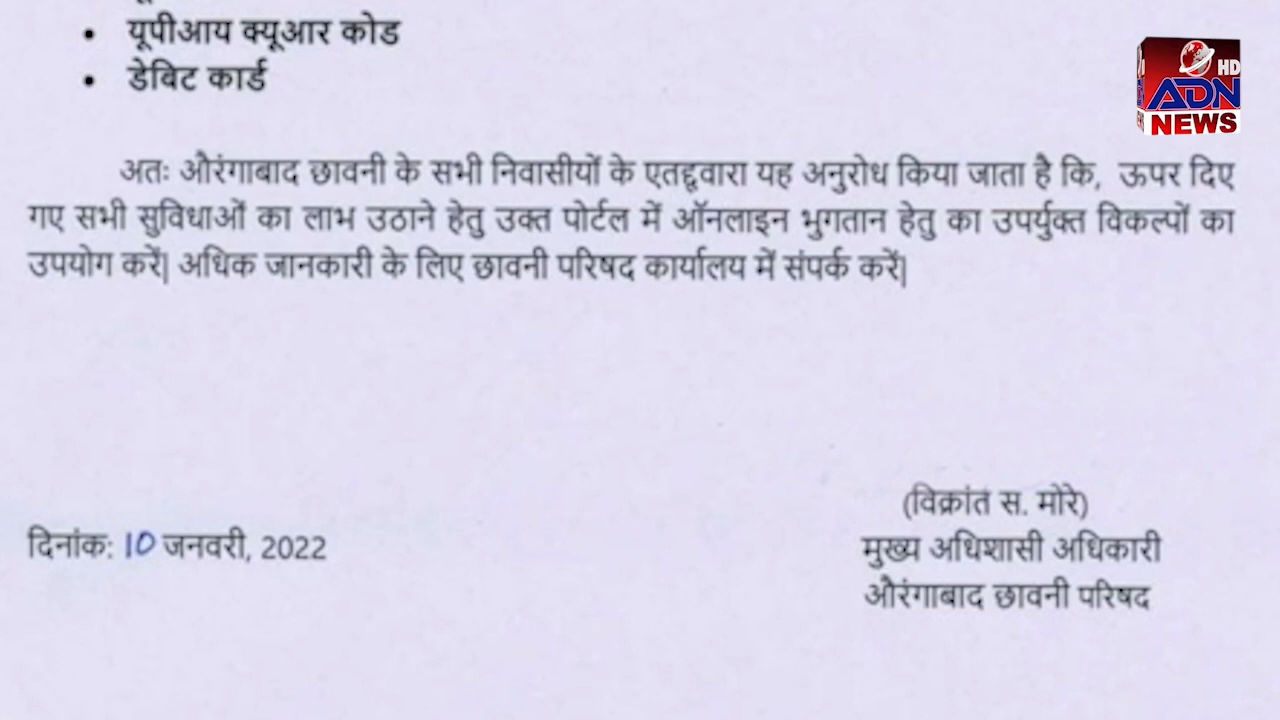 • यूपीआय क्यूआर कोड
• डेबिट कार्ड
HD
ADN
NEWS
अतः औरंगाबाद छावनी के सभी निवासीयों के एतद्द्वारा यह अनुरोध किया जाता है कि, ऊपर दिए
गए सभी सुविधाओं का लाभ उठाने हेतु उक्त पोर्टल में ऑनलाइन भुगतान हेतु का उपर्युक्त विकल्पों का
उपयोग करें| अधिक जानकारी के लिए छावनी परिषद कार्यालय में संपर्क करें|
(विक्रांत स. मोरे)
दिनांक: 10 जनवरी, 2022
मुख्य अधिशासी अधिकारी
औरंगाबाद छावनी परिषद